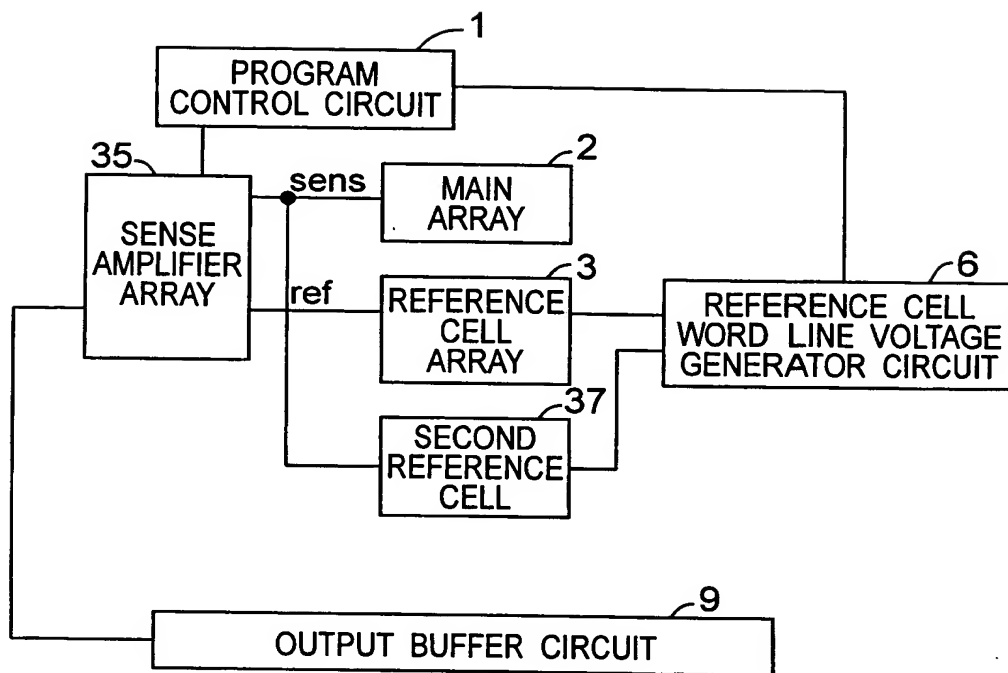 1
PROGRAM
CONTROL CIRCUIT
35
SENSE
AMPLIFIER
ARRAY
sens
2
MAIN
ARRAY
ref
3
REFERENCE
CELL
ARRAY
6
REFERENCE CELL
WORD LINE VOLTAGE
GENERATOR CIRCUIT
37
SECOND
REFERENCE
CELL
9
OUTPUT BUFFER CIRCUIT